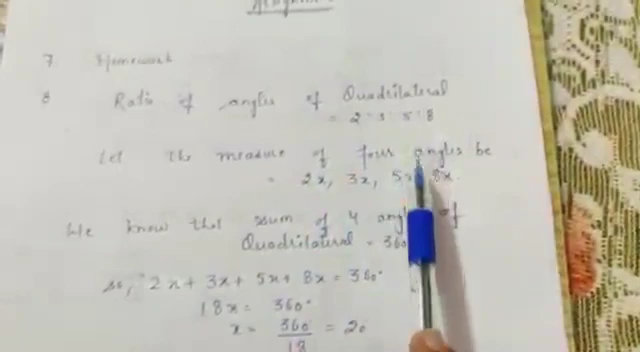 7 Homework
8 Ratio of angles of Quadrilateral
= 2:3:5:8
Let the measure of four angles be
= 2x, 3x, 5x, 8x
We know that sum of 4 angles of
Quadrilateral = 360
so, 2x + 3x + 5x + 8x = 360°
18x = 360°
x = 360/18 = 20